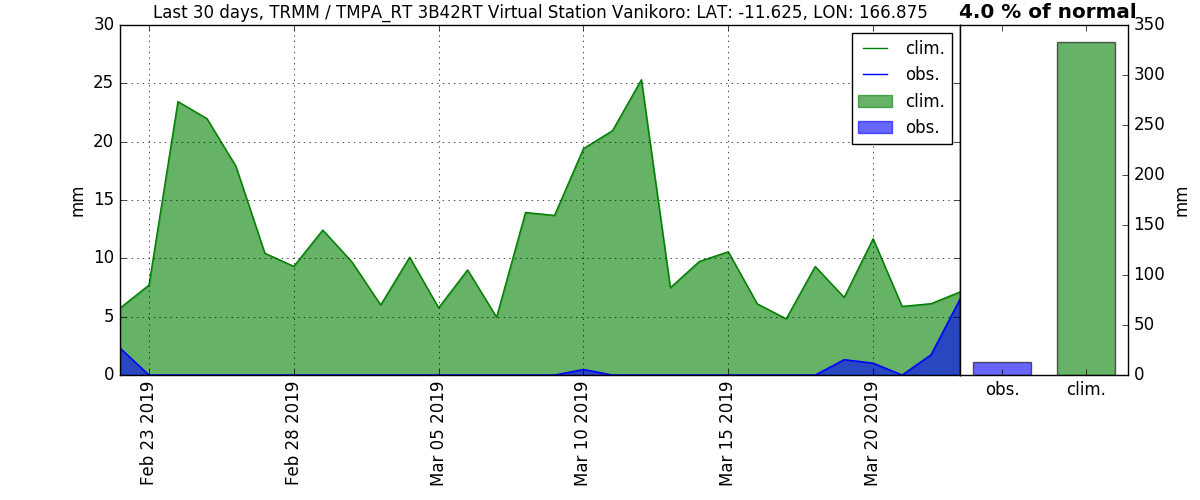 Last 30 days, TRMM / TMPA_RT 3B42RT Virtual Station Vanikoro: LAT: -11.625, LON: 166.875
4.0 % of normal
30
25
20
15
10
5
0
mm
clim.
obs.
clim.
obs.
Feb 23 2019
Feb 28 2019
Mar 05 2019
Mar 10 2019
Mar 15 2019
Mar 20 2019
350
300
250
200
150
100
50
0
mm
obs.
clim.